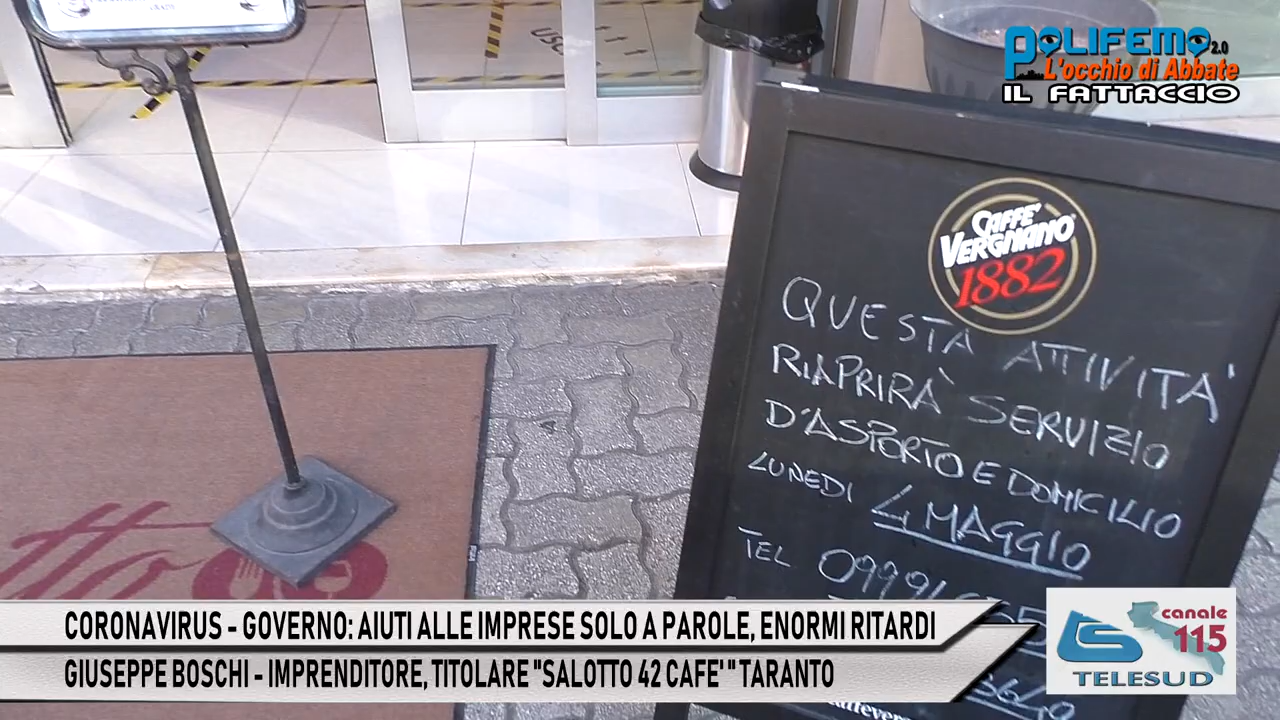 POLIFEMO 2.0
L'occhio di Abbate
IL FATTACCIO
CAFFÈ
VERGNANO
1882
QUESTA ATTIVITA'
RIAPRIRÀ SERVIZIO
D'ASPORTO E DOMICILIO
LUNEDI 4 MAGGIO
TEL
CORONAVIRUS – GOVERNO: AIUTI ALLE IMPRESE SOLO A PAROLE, ENORMI RITARDI
GIUSEPPE BOSCHI – IMPRENDITORE, TITOLARE "SALOTTO 42 CAFE' " TARANTO
canale
115
TELESUD